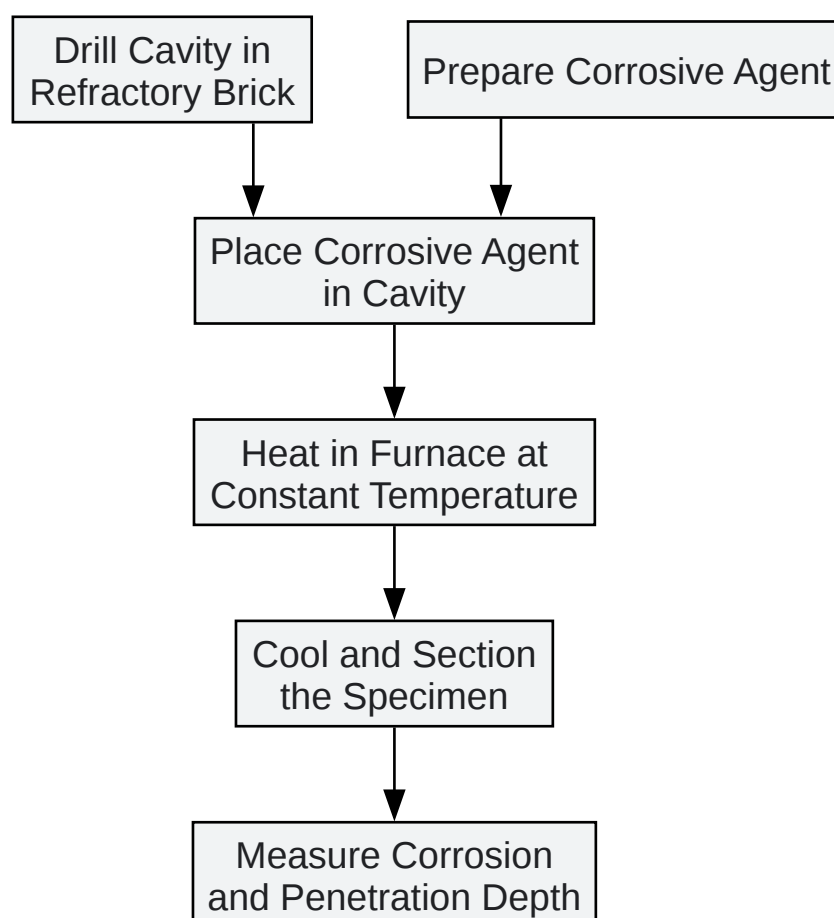 Drill Cavity in
Refractory Brick
Prepare Corrosive Agent
Place Corrosive Agent
in Cavity
Heat in Furnace at
Constant Temperature
Cool and Section
the Specimen
Measure Corrosion
and Penetration Depth